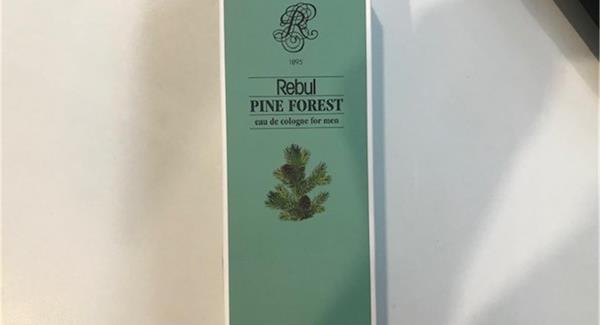 R
1895
Rebul
PINE FOREST
eau de cologne for men